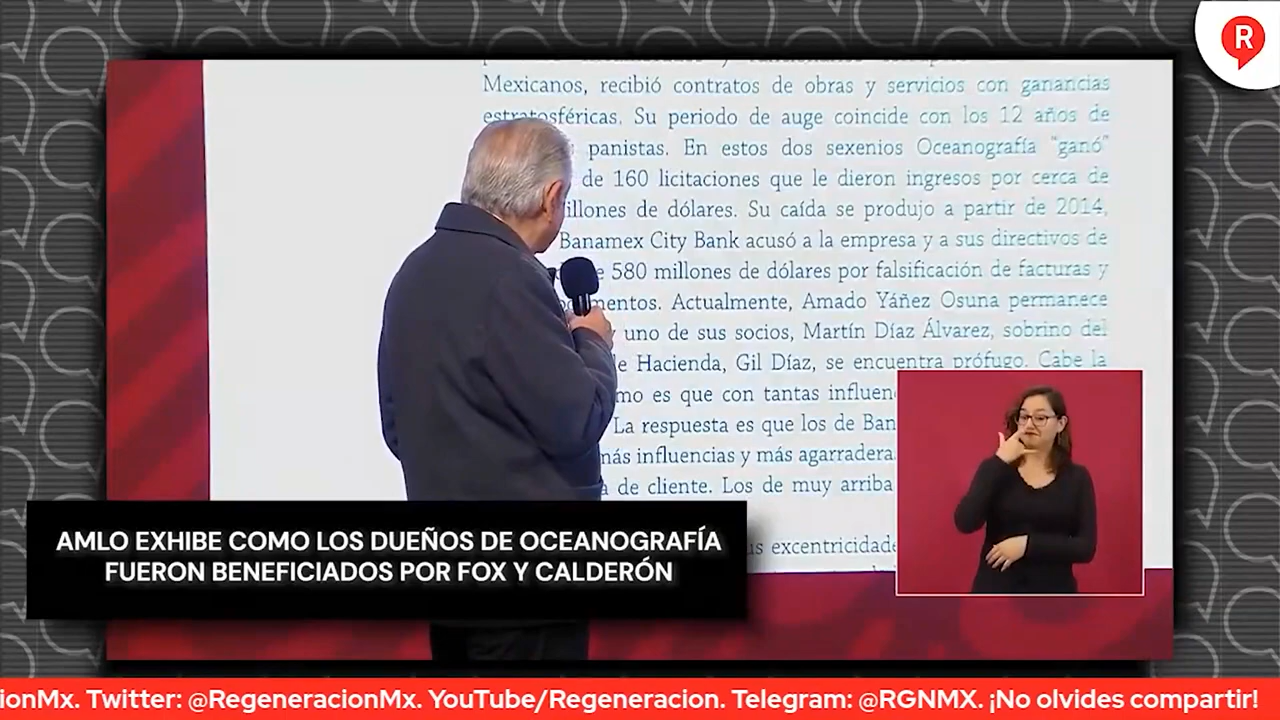 R
Mexicanos, recibió contratos de obras y servicios con ganancias
estratosféricas. Su periodo de auge coincide con los 12 años de
panistas. En estos dos sexenios Oceanografía "ganó"
de 160 licitaciones que le dieron ingresos por cerca de
illones de dólares. Su caída se produjo a partir de 2014,
Banamex City Bank acusó a la empresa y a sus directivos de
e 580 millones de dólares por falsificación de facturas y
mentos. Actualmente, Amado Yáñez Osuna permanece
uno de sus socios, Martín Díaz Álvarez, sobrino del
e Hacienda, Gil Díaz, se encuentra prófugo. Cabe la
mo es que con tantas influen
La respuesta es que los de Ban
más influencias y más agarradera
a de cliente. Los de muy arriba
us excentricidade
AMLO EXHIBE COMO LOS DUEÑOS DE OCEANOGRAFÍA
FUERON BENEFICIADOS POR FOX Y CALDERÓN
ionMx. Twitter: @RegeneracionMx. YouTube/Regeneracion. Telegram: @RGNMX. ¡No olvides compartir!